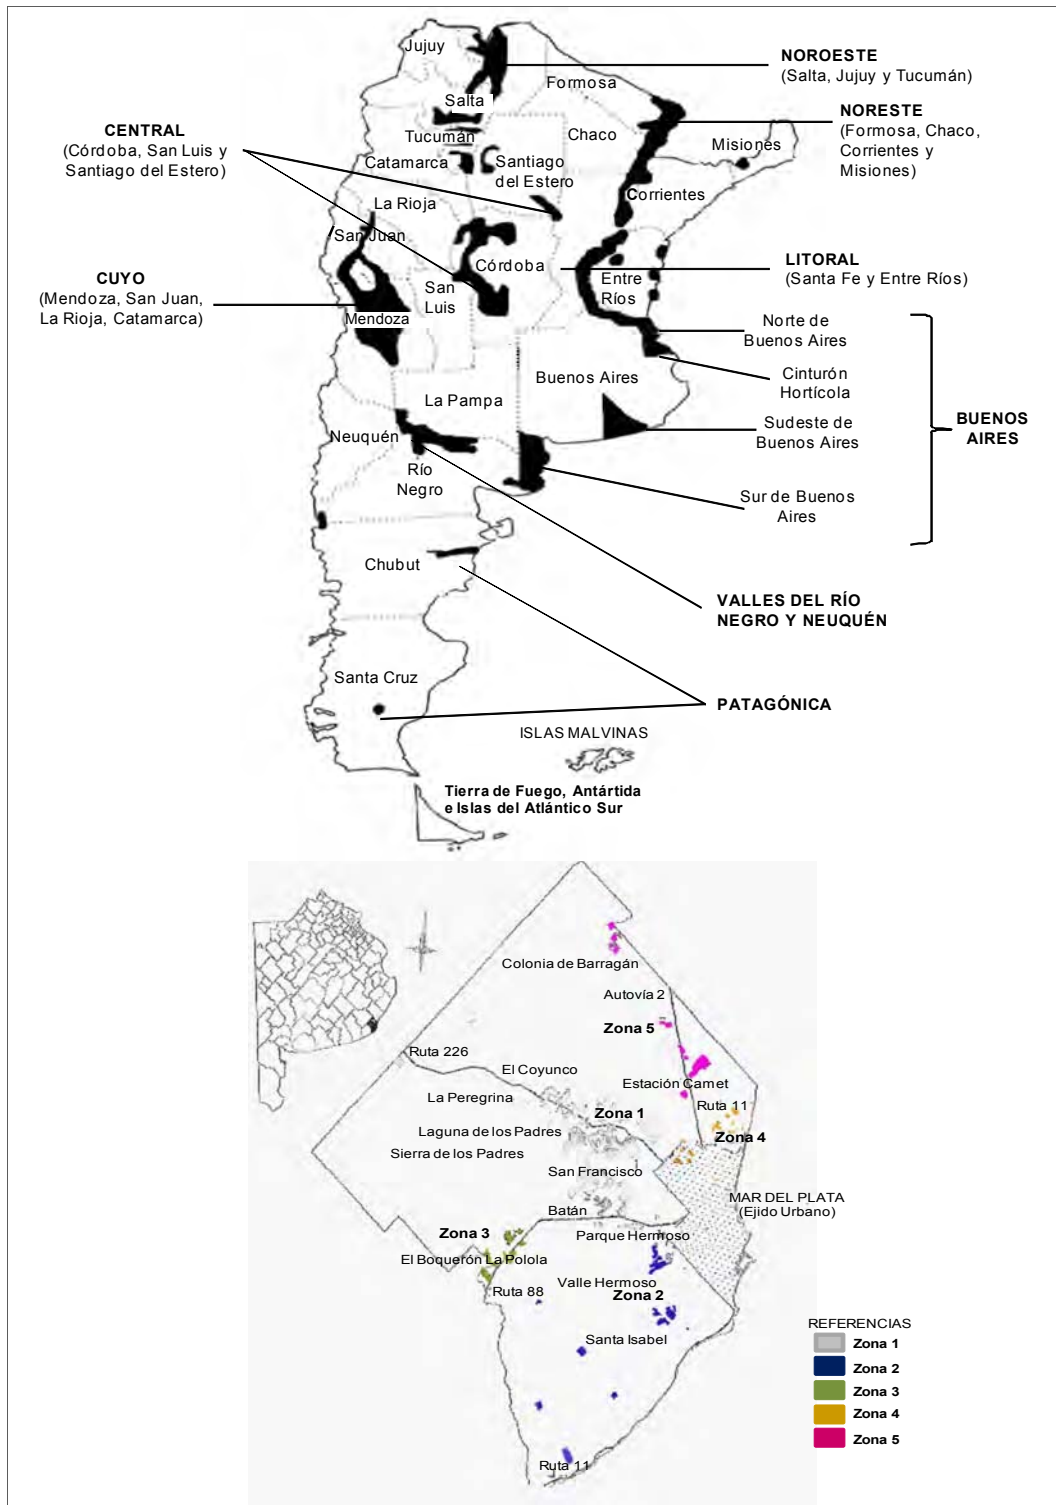 Jujuy
NOROESTE
(Salta, Jujuy y Tucumán)
Formosa
Salta
NORESTE
(Formosa, Chaco,
Corrientes y
Misiones)
CENTRAL
(Córdoba, San Luis y
Santiago del Estero)
Tucumán
Chaco
Misiones
Catamarca
Santiago
del Estero
Corrientes
La Rioja
San Juan
Córdoba
LITORAL
(Santa Fe y Entre Ríos)
CUYO
(Mendoza, San Juan,
La Rioja, Catamarca)
San
Luis
Entre
Ríos
Mendoza
Norte de
Buenos Aires
Buenos Aires
Cinturón
Hortícola
La Pampa
Sudeste de
Buenos Aires
BUENOS
AIRES
Neuquén
Río
Negro
Sur de Buenos
Aires
Chubut
VALLES DEL RÍO
NEGRO Y NEUQUÉN
Santa Cruz
PATAGÓNICA
ISLAS MALVINAS
Tierra de Fuego, Antártida
e Islas del Atlántico Sur
Colonia de Barragán
Autovía 2
Zona 5
Ruta 226
El Coyunco
Estación Camet
La Peregrina
Zona 1
Ruta 11
Laguna de los Padres
Zona 4
Sierra de los Padres
San Francisco
MAR DEL PLATA
(Ejido Urbano)
Batán
Zona 3
Parque Hermoso
El Boquerón La Polola
Valle Hermoso
Ruta 88
Zona 2
Santa Isabel
Ruta 11
REFERENCIAS
Zona 1
Zona 2
Zona 3
Zona 4
Zona 5